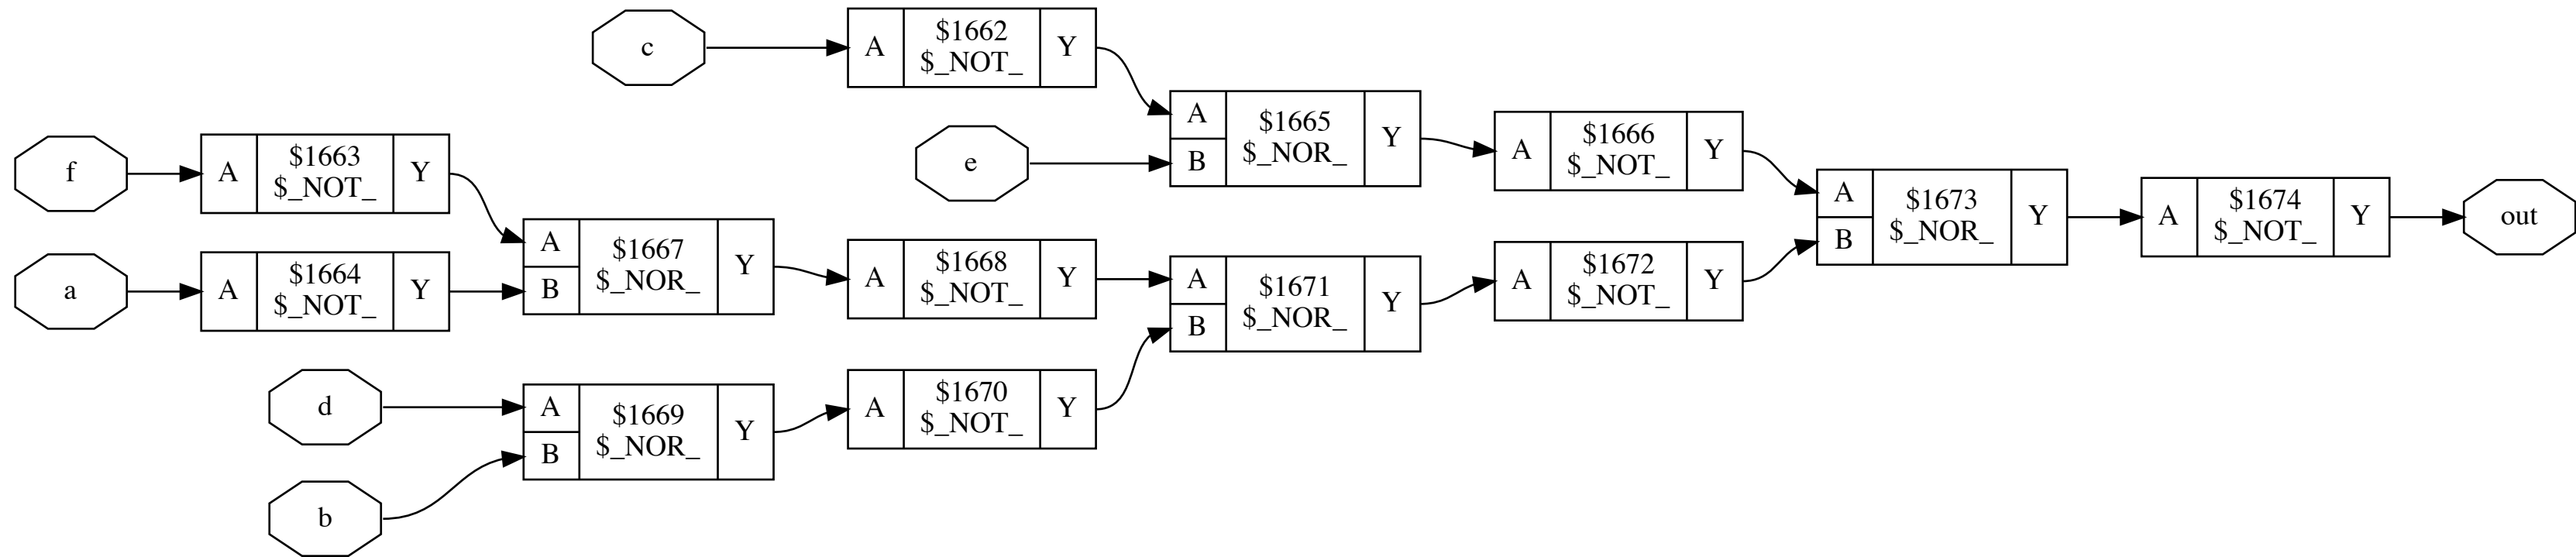 c
A $1662 Y
$_NOT_
f
A $1663 Y
$_NOT_
a
A $1664 Y
$_NOT_
e
A $1665 Y
B $_NOR_
A $1666 Y
$_NOT_
A $1667 Y
B $_NOR_
A $1668 Y
$_NOT_
d
b
A $1669 Y
B $_NOR_
A $1670 Y
$_NOT_
A $1671 Y
B $_NOR_
A $1672 Y
$_NOT_
A $1673 Y
B $_NOR_
A $1674 Y
$_NOT_
out